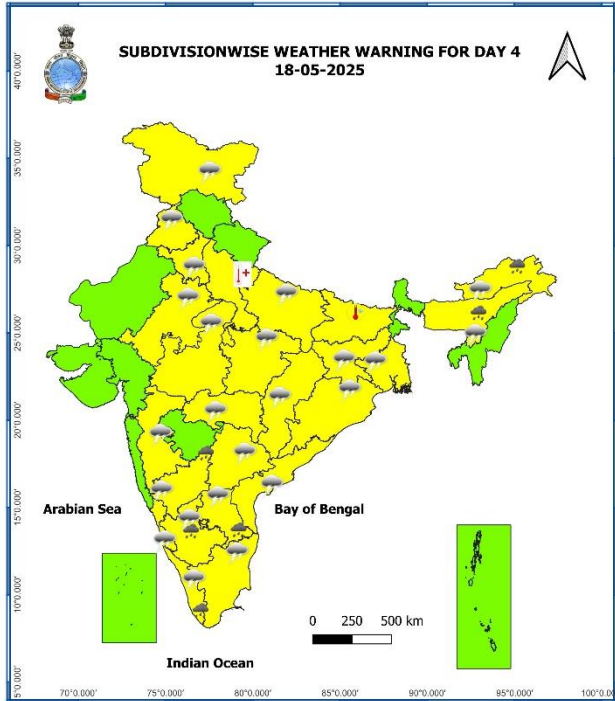 SUBDIVISIONWISE WEATHER WARNING FOR DAY 4
18-05-2025
40°0.000'
35°0.000'
30°0.000'
25°0.000'
20°0.000'
15°0.000'
10°0.000'
5°0.000'
Arabian Sea
Bay of Bengal
0 250 500 km
Indian Ocean
70°0.000' 75°0.000' 80°0.000' 85°0.000' 90°0.000' 95°0.000' 100°0.000'